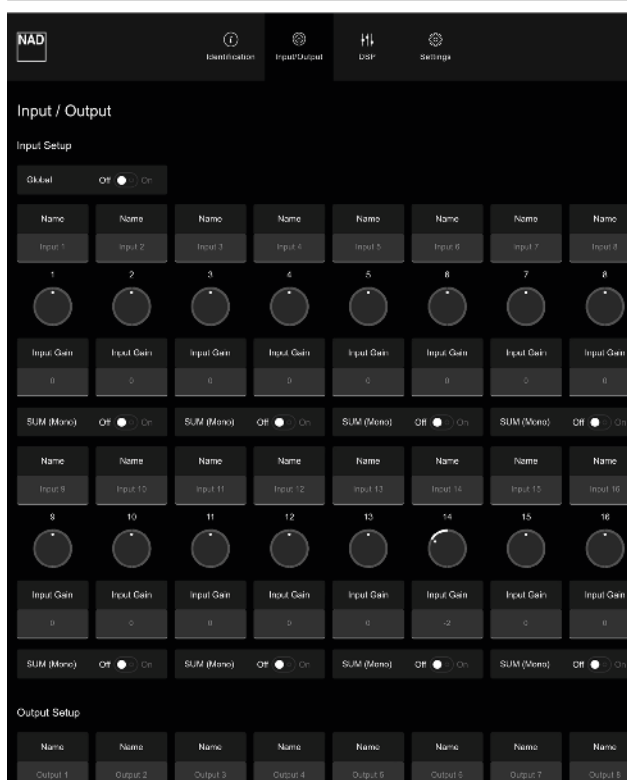 NAD
Identification Input/Output DSP Settings
Input / Output
Input Setup
Global Off On
Name Name Name Name Name Name Name Name
Input 1 Input 2 Input 3 Input 4 Input 5 Input 6 Input 7 Input 8
1 2 3 4 5 6 7 8
Input Gain Input Gain Input Gain Input Gain Input Gain Input Gain Input Gain Input Gain
0 0 0 0 0 0 0 0
SUM (Mono) Off On SUM (Mono) Off On SUM (Mono) Off On SUM (Mono) Off On
Name Name Name Name Name Name Name Name
Input 9 Input 10 Input 11 Input 12 Input 13 Input 14 Input 15 Input 16
9 10 11 12 13 14 15 16
Input Gain Input Gain Input Gain Input Gain Input Gain Input Gain Input Gain Input Gain
0 0 0 0 0 -2 0 0
SUM (Mono) Off On SUM (Mono) Off On SUM (Mono) Off On SUM (Mono) Off On
Output Setup
Name Name Name Name Name Name Name Name
Output 1 Output 2 Output 3 Output 4 Output 5 Output 6 Output 7 Output 8